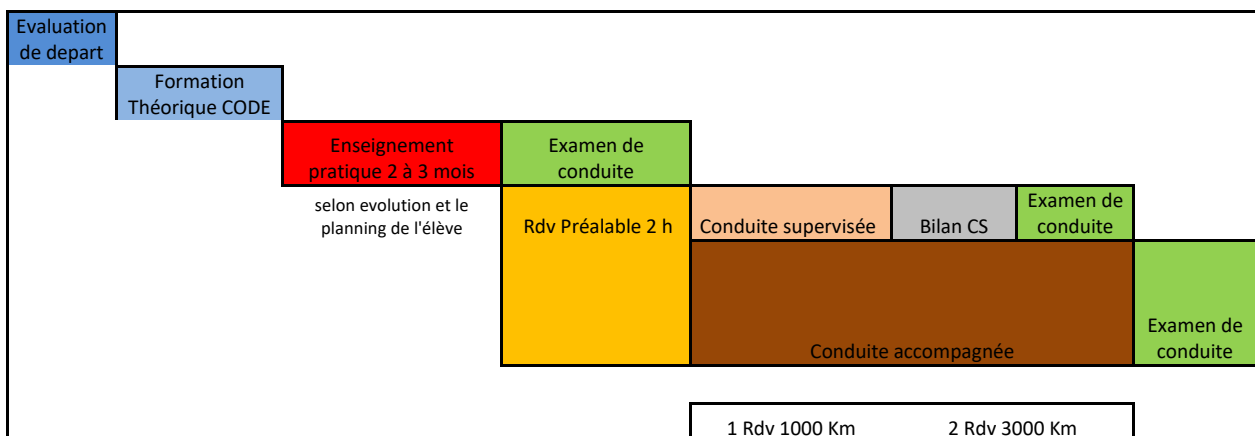 Evaluation
de depart
Formation
Théorique CODE
Enseignement
pratique 2 à 3 mois
Examen de
conduite
selon evolution et le
planning de l'élève
Rdv Préalable 2 h
Conduite supervisée
Bilan CS
Examen de
conduite
Conduite accompagnée
Examen de
conduite
1 Rdv 1000 Km
2 Rdv 3000 Km